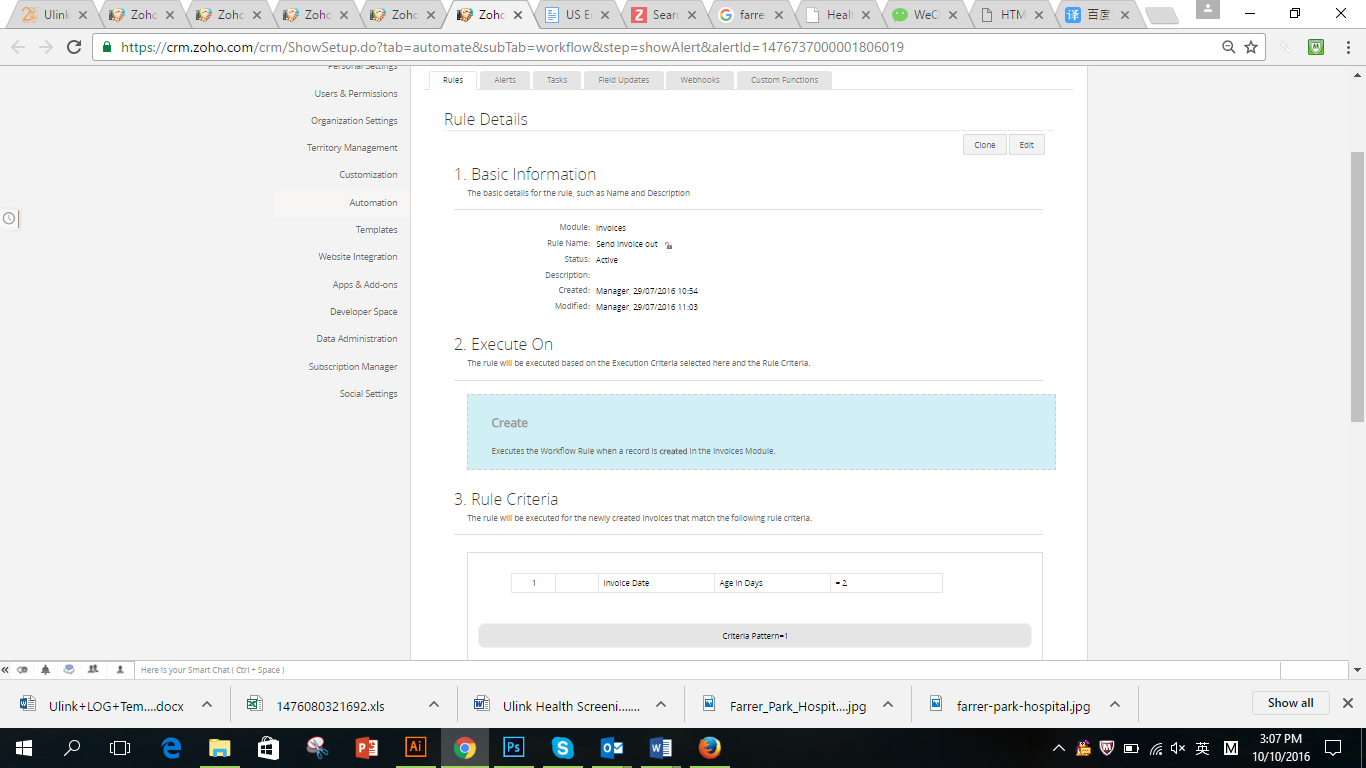 Ulink
Zoho
Zoho
Zoho
Zoho
Zoho
US E
Sear
farrer
Healt
WeC
HTM
百度
https://crm.zoho.com/crm/ShowSetup.do?tab=automate&subTab=workflow&step=showAlert&alertId=1476737000001806019
Personal Settings
Users & Permissions
Organization Settings
Territory Management
Customization
Automation
Templates
Website Integration
Apps & Add-ons
Developer Space
Data Administration
Subscription Manager
Social Settings
Rules
Alerts
Tasks
Field Updates
Webhooks
Custom Functions
Rule Details
Clone
Edit
1. Basic Information
The basic details for the rule, such as Name and Description
Module: Invoices
Rule Name: Send invoice out
Status: Active
Description:
Created: Manager, 29/07/2016 10:54
Modified: Manager, 29/07/2016 11:03
2. Execute On
The rule will be executed based on the Execution Criteria selected here and the Rule Criteria.
Create
Executes the Workflow Rule when a record is created in the Invoices Module.
3. Rule Criteria
The rule will be executed for the newly created Invoices that match the following rule criteria.
1 Invoice Date Age in Days = 2
Criteria Pattern=1
Here is your Smart Chat ( Ctrl + Space )
Ulink+LOG+Tem....docx
1476080321692.xls
Ulink Health Screeni.......
Farrer_Park_Hospit....jpg
farrer-park-hospital.jpg
Show all
英
M
3:07 PM
10/10/2016